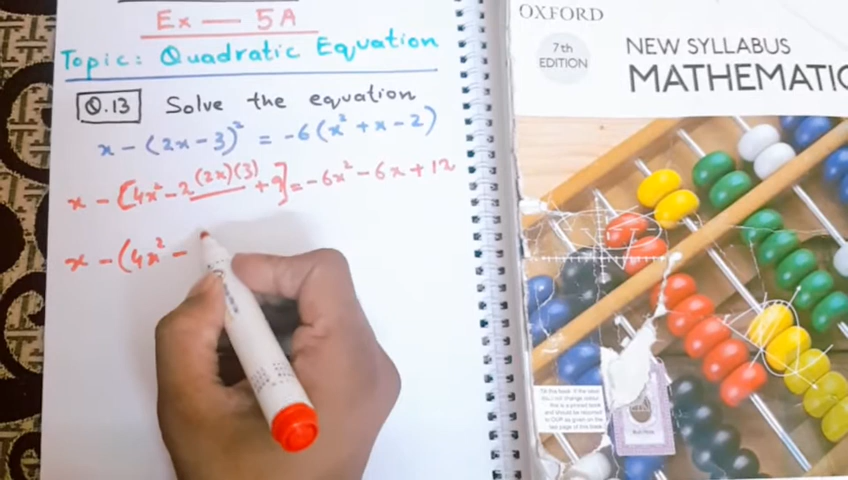 Ex — 5A
Topic: Quadratic Equation
Q.13 Solve the equation
x - (2x-3)² = -6(x² + x - 2)
x - [4x² - 2(2x)(3) + 9] = -6x² - 6x + 12
x - (4x² -
OXFORD
7th
EDITION
NEW SYLLABUS
MATHEMATIC